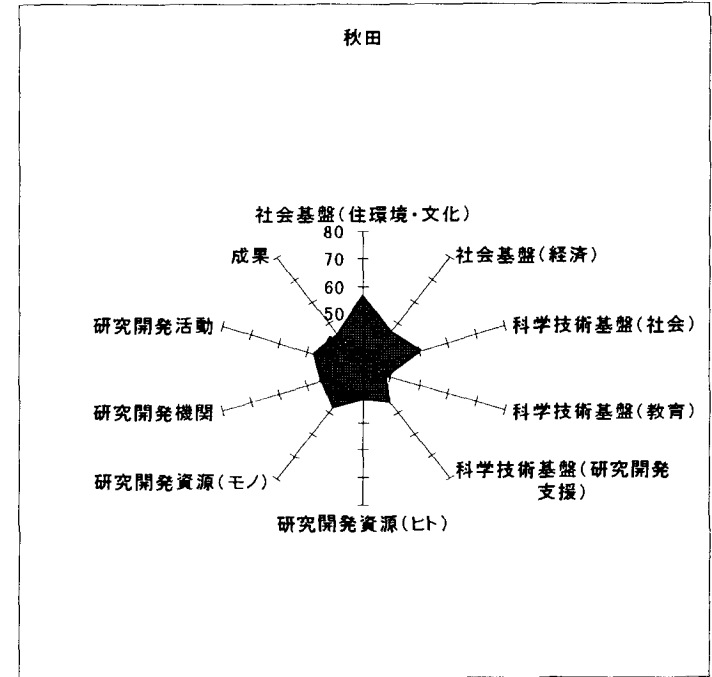 秋田
社会基盤(住環境・文化)
80
70
60
50
社会基盤(経済)
科学技術基盤(社会)
科学技術基盤(教育)
科学技術基盤(研究開発
支援)
研究開発資源(ヒト)
研究開発資源(モノ)
研究開発機関
研究開発活動
成果